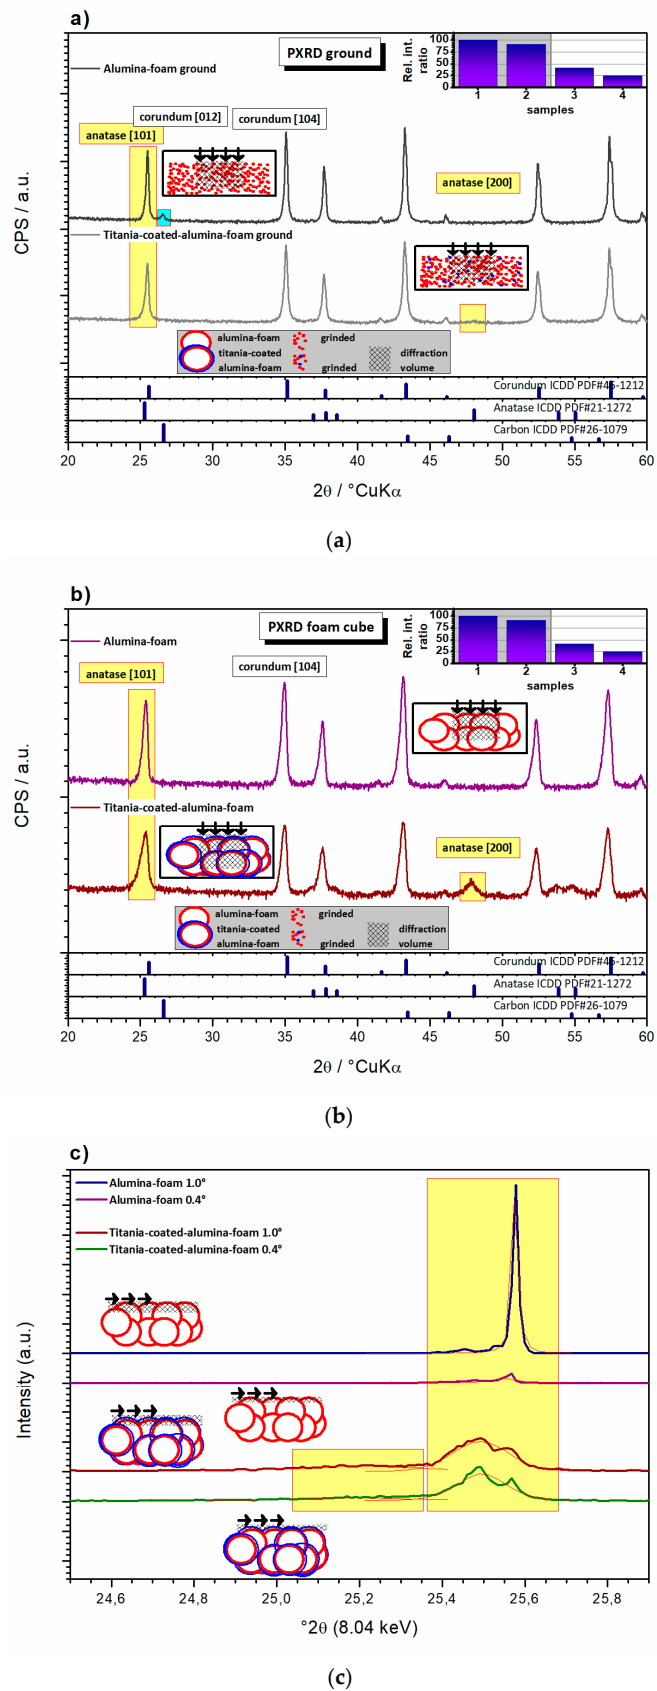 a)
PXRD ground
Alumina-foam ground
Rel. int.
ratio
100
75
50
25
0
1 2 3 4
samples
corundum [012]
corundum [104]
anatase [101]
anatase [200]
CPS / a.u.
Titania-coated-alumina-foam ground
alumina-foam grinded
titania-coated diffraction
alumina-foam grinded volume
Corundum ICDD PDF#46-1212
Anatase ICDD PDF#21-1272
Carbon ICDD PDF#26-1079
20 25 30 35 40 45 50 55 60
2θ / °CuKα
(a)
b)
PXRD foam cube
Alumina-foam
Rel. int.
ratio
100
75
50
25
0
1 2 3 4
samples
anatase [101]
corundum [104]
CPS / a.u.
Titania-coated-alumina-foam
anatase [200]
alumina-foam grinded
titania-coated diffraction
alumina-foam grinded volume
Corundum ICDD PDF#46-1212
Anatase ICDD PDF#21-1272
Carbon ICDD PDF#26-1079
20 25 30 35 40 45 50 55 60
2θ / °CuKα
(b)
c)
Alumina-foam 1.0°
Alumina-foam 0.4°
Titania-coated-alumina-foam 1.0°
Titania-coated-alumina-foam 0.4°
Intensity (a.u.)
24,6 24,8 25,0 25,2 25,4 25,6 25,8
°2θ (8.04 keV)
(c)